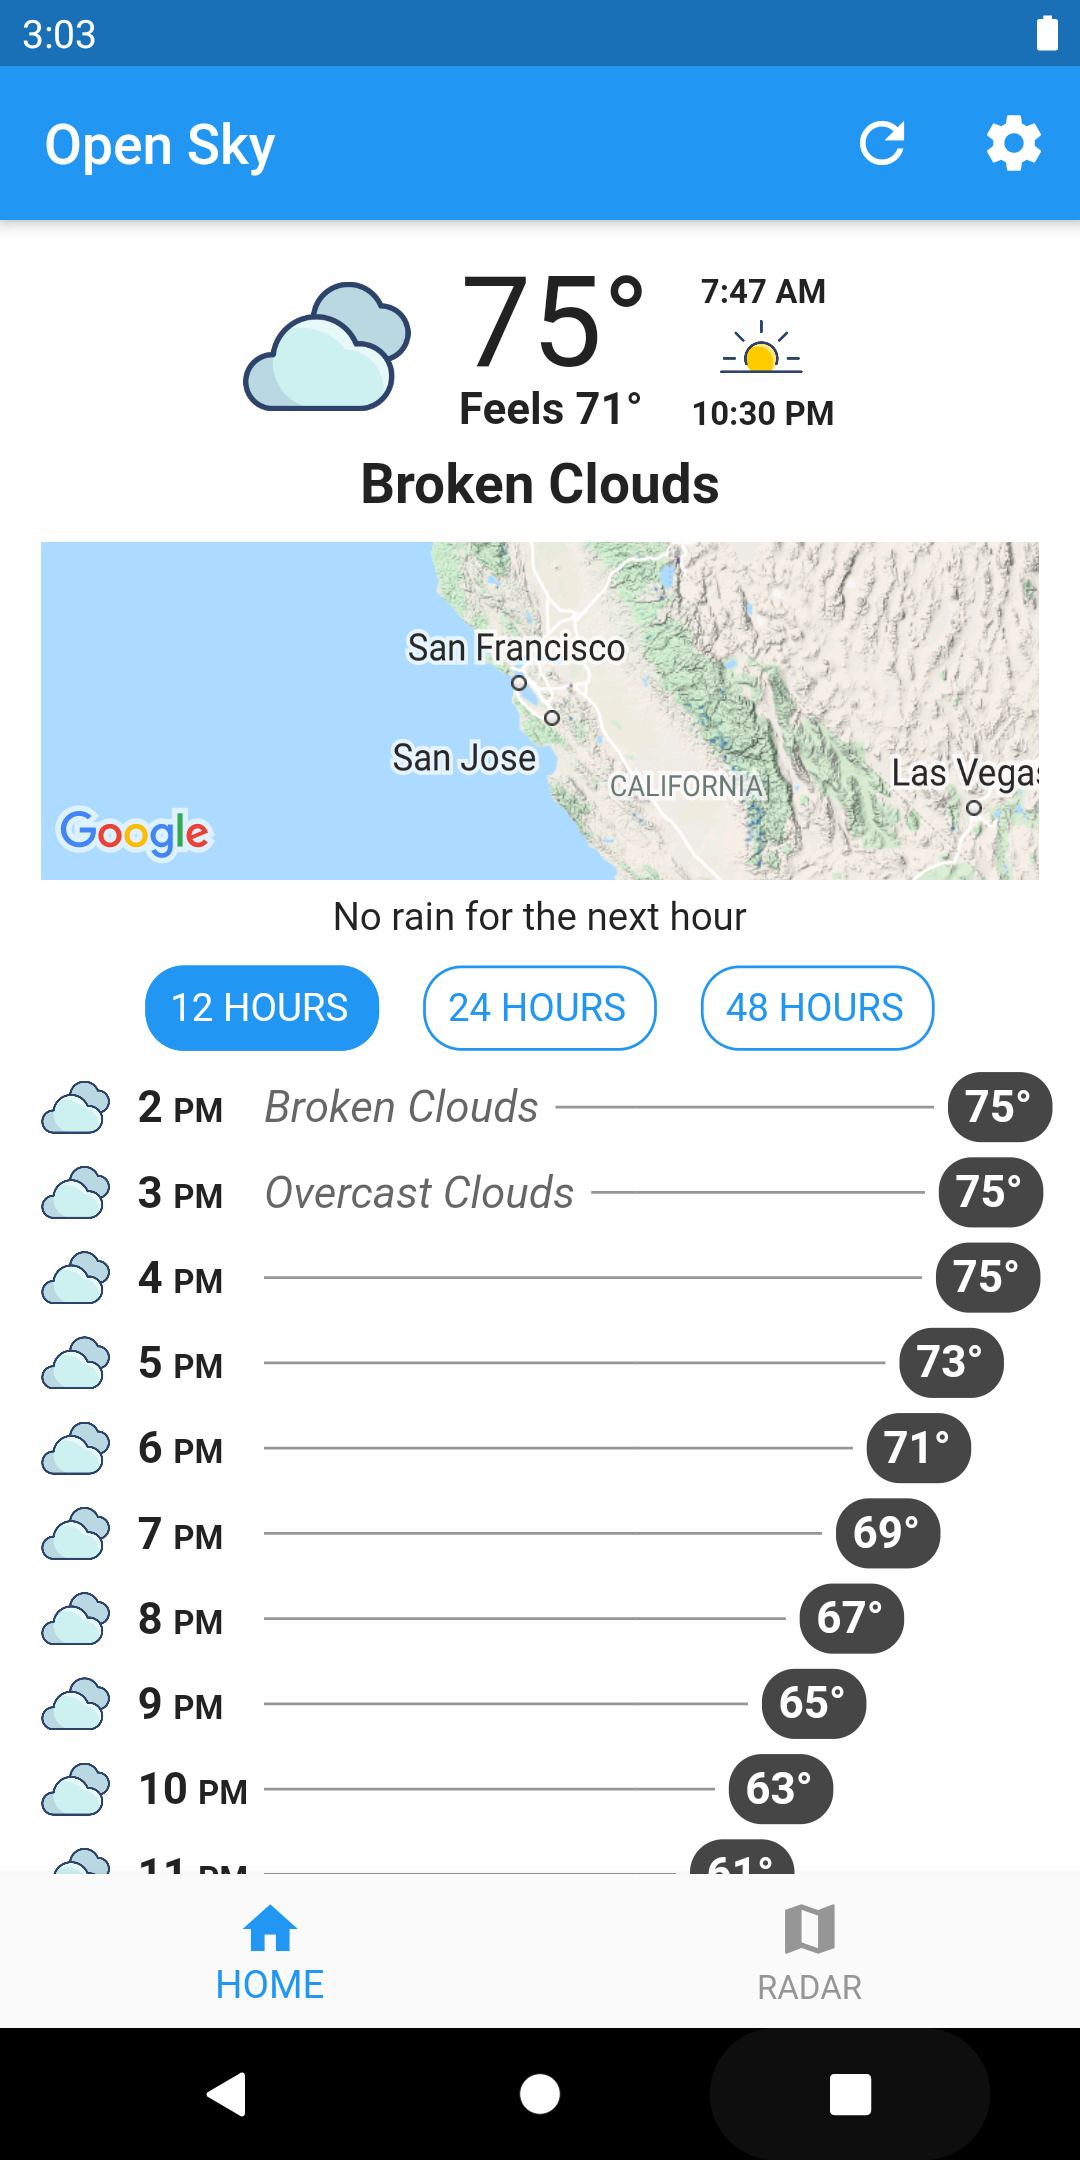 3:03
Open Sky
75°
Feels 71°
7:47 AM
10:30 PM
Broken Clouds
San Francisco
San Jose
CALIFORNIA
Las Vegas
Google
No rain for the next hour
12 HOURS 24 HOURS 48 HOURS
2 PM Broken Clouds 75°
3 PM Overcast Clouds 75°
4 PM 75°
5 PM 73°
6 PM 71°
7 PM 69°
8 PM 67°
9 PM 65°
10 PM 63°
11 PM 61°
HOME RADAR